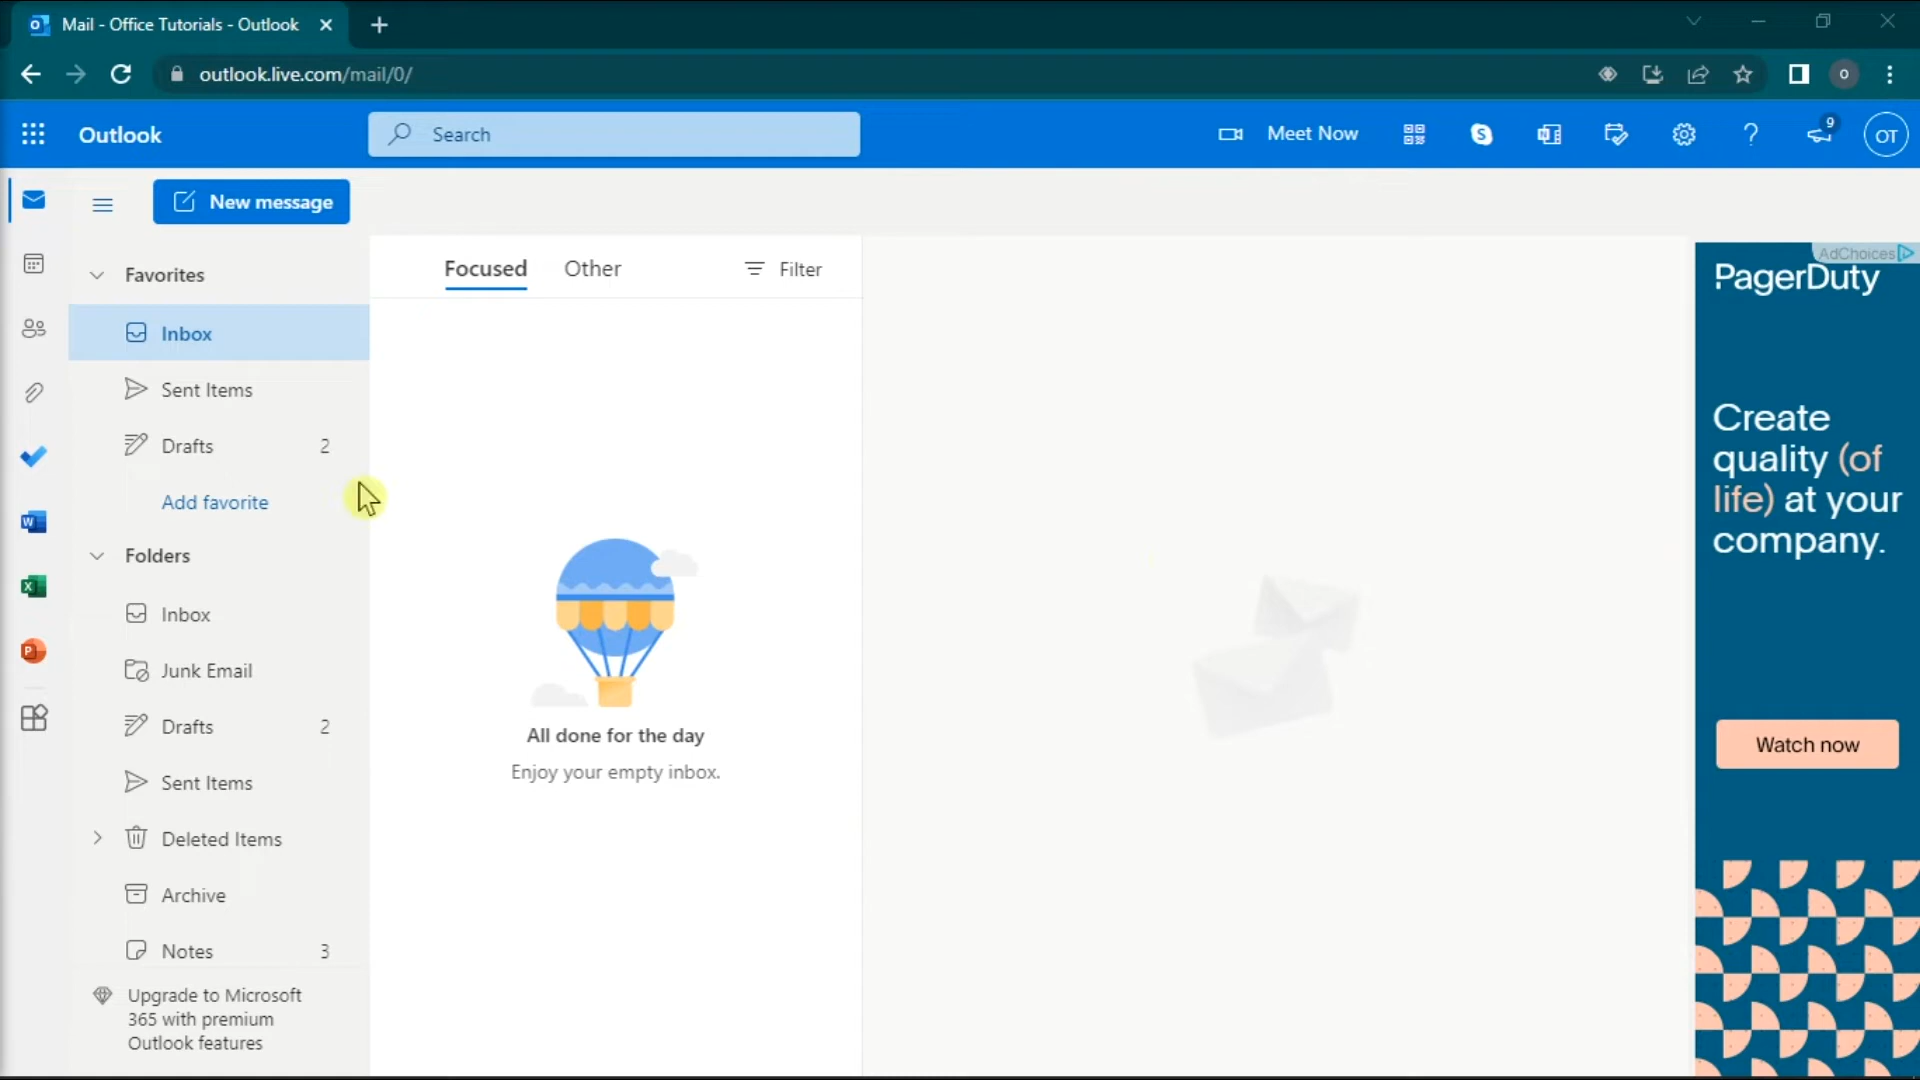 Mail - Office Tutorials - Outlook
outlook.live.com/mail/0/
O
Outlook
Search
Meet Now
9
OT
New message
Favorites
Inbox
Sent Items
Drafts 2
Add favorite
Folders
Inbox
Junk Email
Drafts 2
Sent Items
Deleted Items
Archive
Notes 3
Upgrade to Microsoft
365 with premium
Outlook features
Focused Other Filter
All done for the day
Enjoy your empty inbox.
AdChoices
PagerDuty
Create
quality (of
life) at your
company.
Watch now